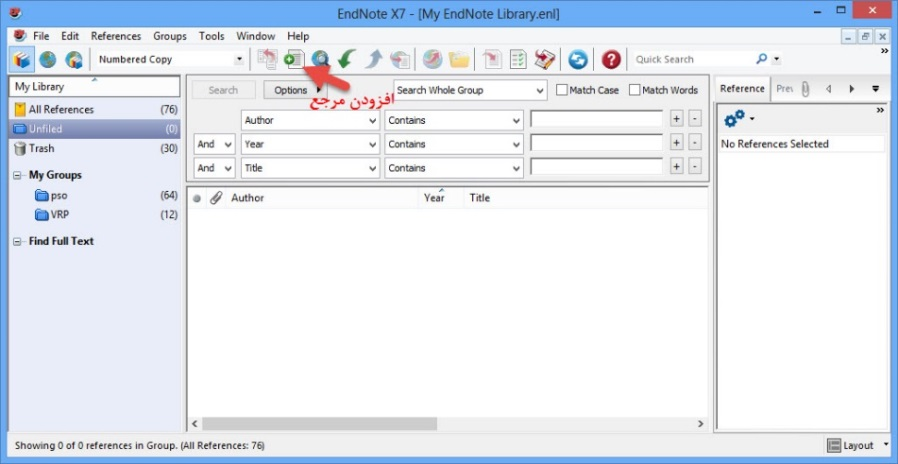 EndNote X7 - [My EndNote Library.enl]
File Edit References Groups Tools Window Help
Numbered Copy
Quick Search
My Library
Search Options Search Whole Group Match Case Match Words
Reference
افزودن مرجع
All References (76)
Unfiled (0)
Trash (30)
My Groups
pso (64)
VRP (12)
Find Full Text
Author Contains + -
And Year Contains + -
And Title Contains + -
No References Selected
Author Year Title
Showing 0 of 0 references in Group. (All References: 76)
Layout